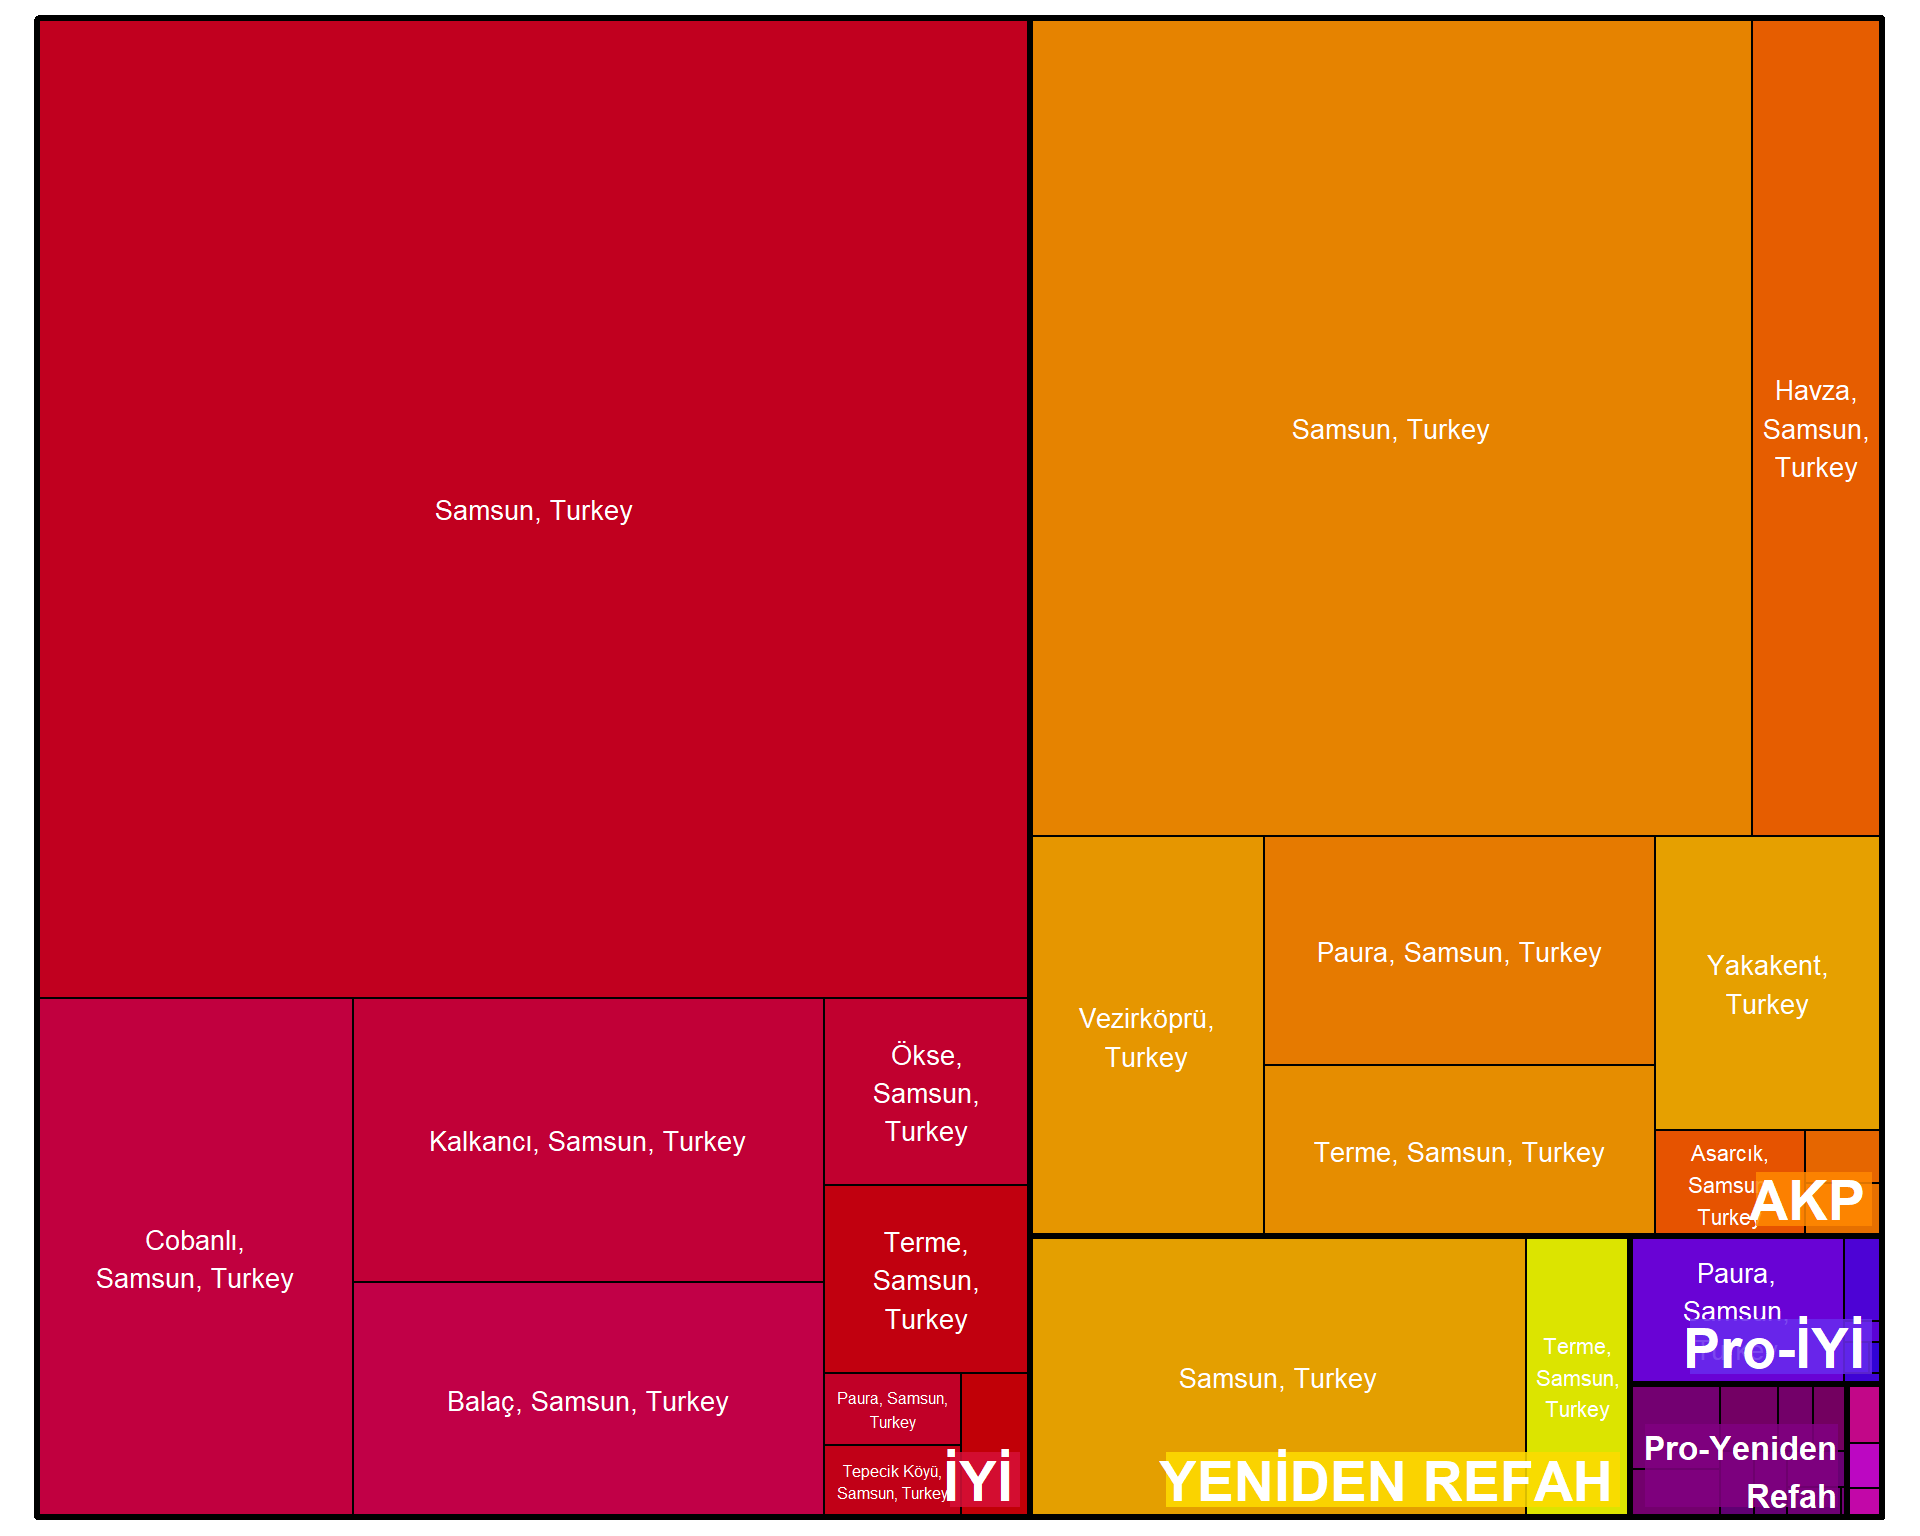 Samsun, Turkey
Cobanlı,
Samsun, Turkey
Kalkancı, Samsun, Turkey
Balaç, Samsun, Turkey
Ökse,
Samsun,
Turkey
Terme,
Samsun,
Turkey
Paura, Samsun,
Turkey
Tepecik Köyü,
Samsun, Turkey
İYİ
Samsun, Turkey
Havza,
Samsun,
Turkey
Vezirköprü,
Turkey
Paura, Samsun, Turkey
Terme, Samsun, Turkey
Yakakent,
Turkey
Asarcık,
Samsun,
Turkey
AKP
Samsun, Turkey
Terme,
Samsun,
Turkey
YENİDEN REFAH
Paura,
Samsun,
Turkey
Pro-İYİ
Pro-Yeniden
Refah